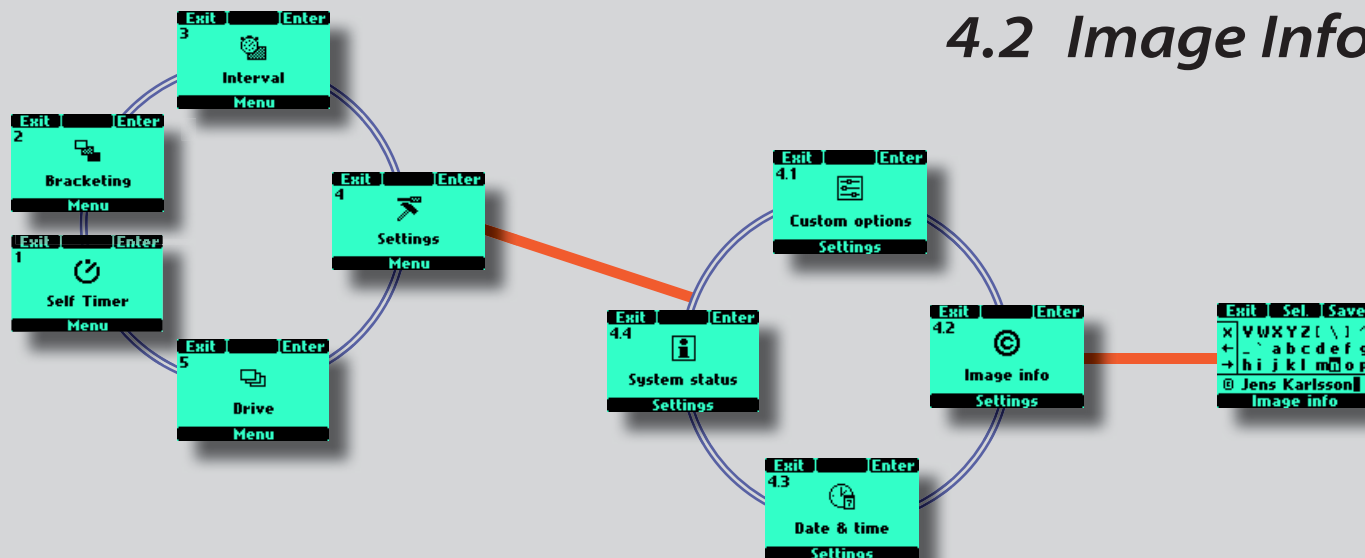 4.2 Image Info
Exit Enter
3
Interval
Menu
Exit Enter
2
Bracketing
Menu
Exit Enter
1
Self Timer
Menu
Exit Enter
4
Settings
Menu
Exit Enter
5
Drive
Menu
Exit Enter
4.1
Custom options
Settings
Exit Enter
4.4
System status
Settings
Exit Enter
4.2
©
Image info
Settings
Exit Enter
4.3
Date & time
Settings
Exit Sel. Save
× V W X Y Z [ \ ] ^
← _ ` a b c d e f g
→ h i j k l m n o p
© Jens Karlsson
Image info